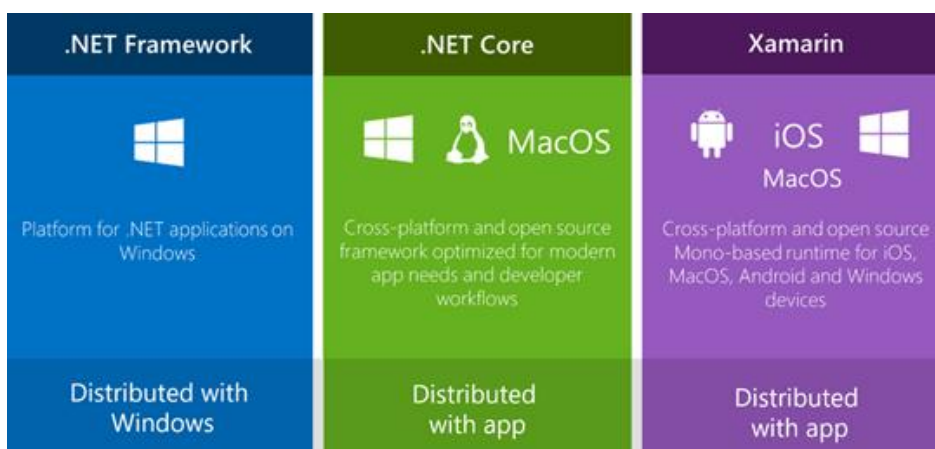 .NET Framework
Platform for .NET applications on
Windows
Distributed with
Windows
.NET Core
MacOS
Cross-platform and open source
framework optimized for modern
app needs and developer
workflows
Distributed
with app
Xamarin
iOS
MacOS
Cross-platform and open source
Mono-based runtime for iOS,
MacOS, Android and Windows
devices
Distributed
with app